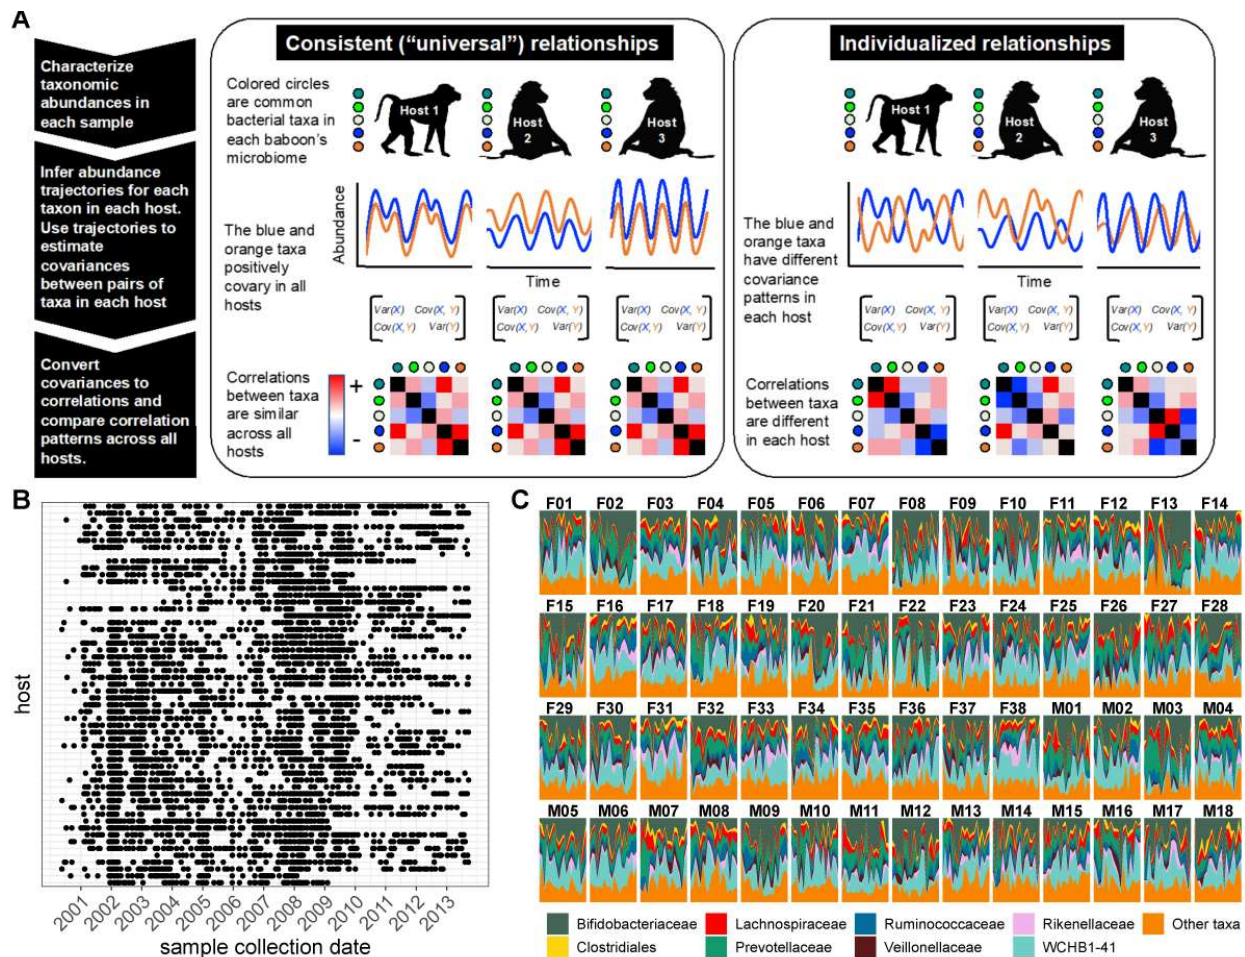 A
Characterize
taxonomic
abundances in
each sample
Infer abundance
trajectories for each
taxon in each host.
Use trajectories to
estimate
covariances
between pairs of
taxa in each host
Convert
covariances to
correlations and
compare correlation
patterns across all
hosts.
Consistent ("universal") relationships
Colored circles
are common
bacterial taxa in
each baboon's
microbiome
Host 1
Host
2
Host
3
The blue and
orange taxa
positively
covary in all
hosts
Abundance
Time
Var(X) Cov(X, Y)
Cov(X,Y) Var(Y)
Var(X) Cov(X, Y)
Cov(X,Y) Var(Y)
Var(X) Cov(X, Y)
Cov(X,Y) Var(Y)
Correlations
between taxa
are similar
across all
hosts
+
-
Individualized relationships
Host 1
Host
2
Host
3
The blue and
orange taxa
have different
covariance
patterns in
each host
Time
Var(X) Cov(X, Y)
Cov(X,Y) Var(Y)
Var(X) Cov(X, Y)
Cov(X,Y) Var(Y)
Var(X) Cov(X, Y)
Cov(X,Y) Var(Y)
Correlations
between taxa
are different
in each host
B
host
2001 2002 2003 2004 2005 2006 2007 2008 2009 2010 2011 2012 2013
sample collection date
C
F01 F02 F03 F04 F05 F06 F07 F08 F09 F10 F11 F12 F13 F14
F15 F16 F17 F18 F19 F20 F21 F22 F23 F24 F25 F26 F27 F28
F29 F30 F31 F32 F33 F34 F35 F36 F37 F38 M01 M02 M03 M04
M05 M06 M07 M08 M09 M10 M11 M12 M13 M14 M15 M16 M17 M18
Bifidobacteriaceae Lachnospiraceae Ruminococcaceae Rikenellaceae Other taxa
Clostridiales Prevotellaceae Veillonellaceae WCHB1-41